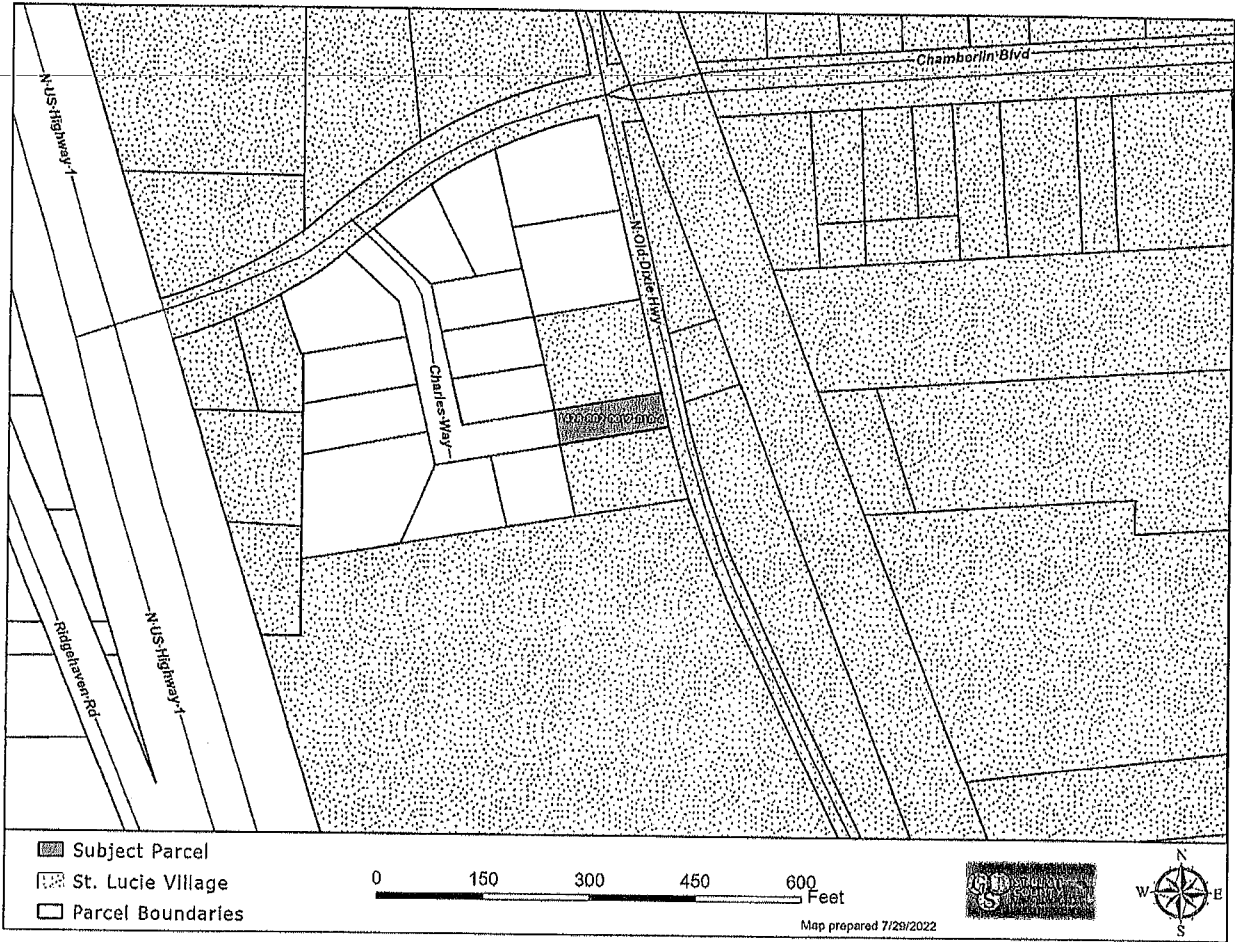 Chamberlin Blvd
N US Highway 1
N Old Dixie Hwy
Charles Way
N US Highway 1
Ridgehaven Rd
Subject Parcel
St. Lucie Village
Parcel Boundaries
0 150 300 450 600
Feet
Map prepared 7/29/2022
N
W E
S